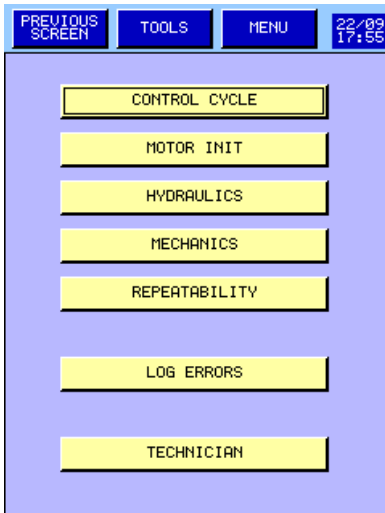 PREVIOUS
SCREEN
TOOLS
MENU
22/09
17:55
CONTROL CYCLE
MOTOR INIT
HYDRAULICS
MECHANICS
REPEATABILITY
LOG ERRORS
TECHNICIAN